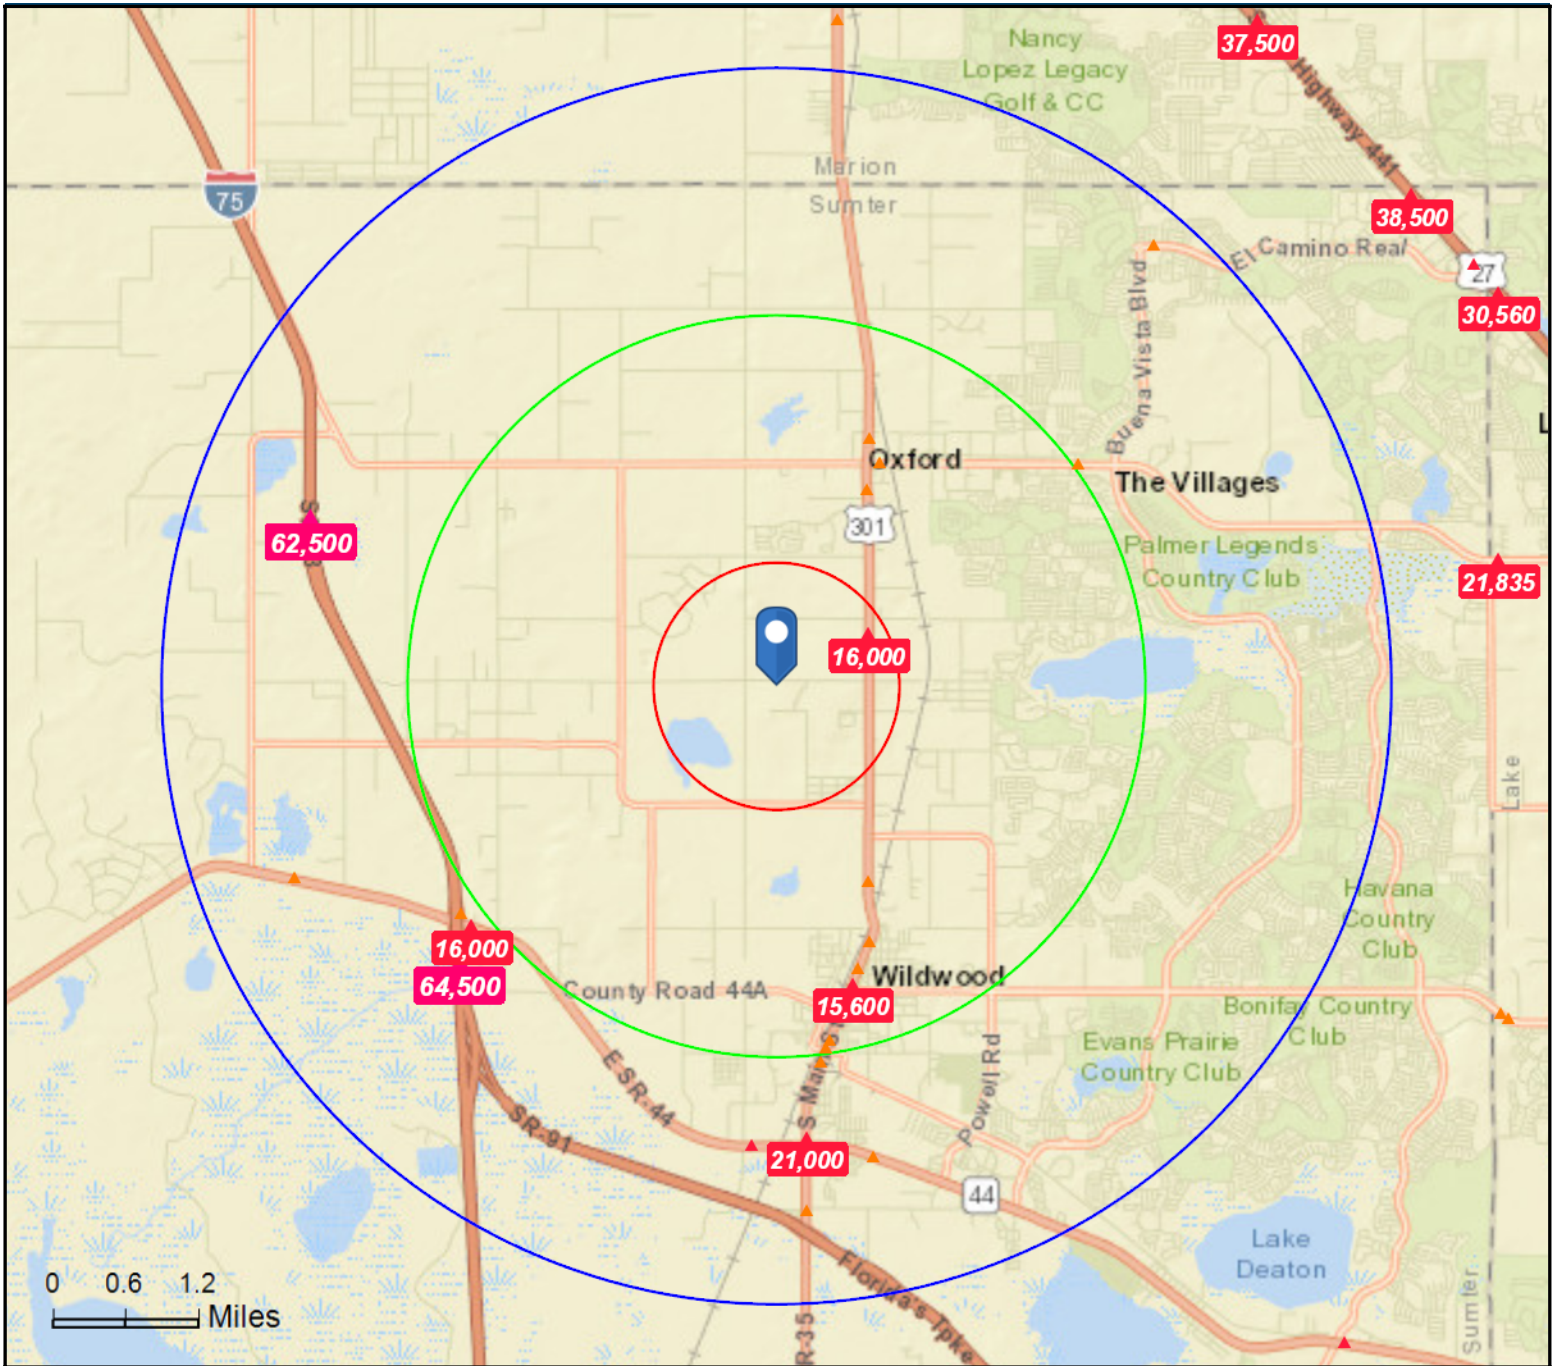 37,500
Nancy
Lopez Legacy
Golf & CC
Highway 441
Marion
Sumter
75
38,500
El Camino Real
27
30,560
Buena Vista Blvd
Oxford
The Villages
301
62,500
Palmer Legends
Country Club
21,835
16,000
Lake
Havana
Country
Club
16,000
64,500
County Road 44A
Wildwood
15,600
Bonifay Country
Club
Evans Prairie
Country Club
Powell Rd
E SR-44
S Main
SR-91
21,000
44
Lake
Deaton
Florida's Tpke
0 0.6 1.2
Miles
R-35
Sumter